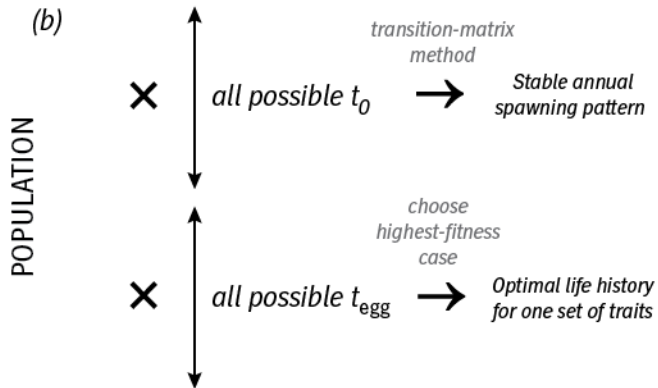 (b)
POPULATION
transition-matrix
method
× all possible t₀ → Stable annual
spawning pattern
choose
highest-fitness
case
× all possible t_egg → Optimal life history
for one set of traits